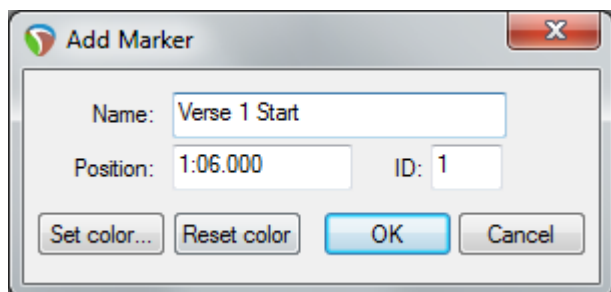 Add Marker
Name: Verse 1 Start
Position: 1:06.000 ID: 1
Set color... Reset color OK Cancel